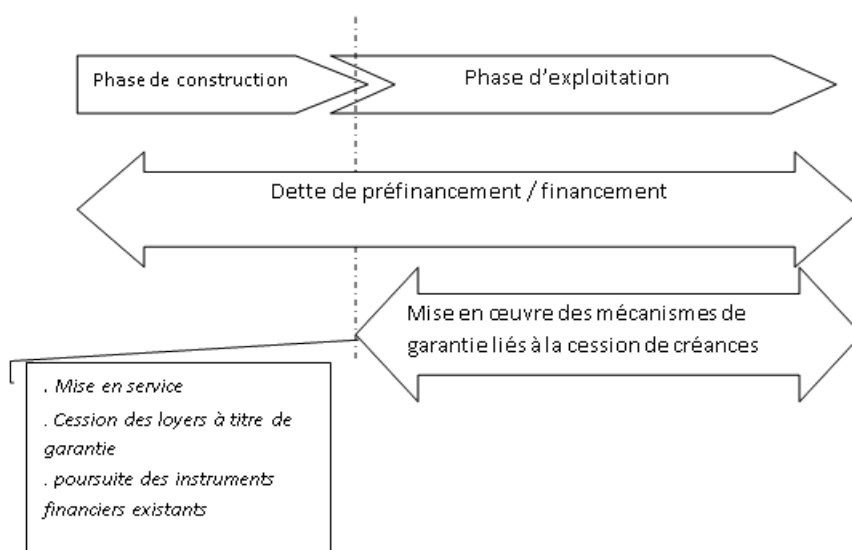 Phase de construction
Phase d’exploitation
Dette de préfinancement / financement
Mise en œuvre des mécanismes de
garantie liés à la cession de créances
. Mise en service
. Cession des loyers à titre de
garantie
. poursuite des instruments
financiers existants